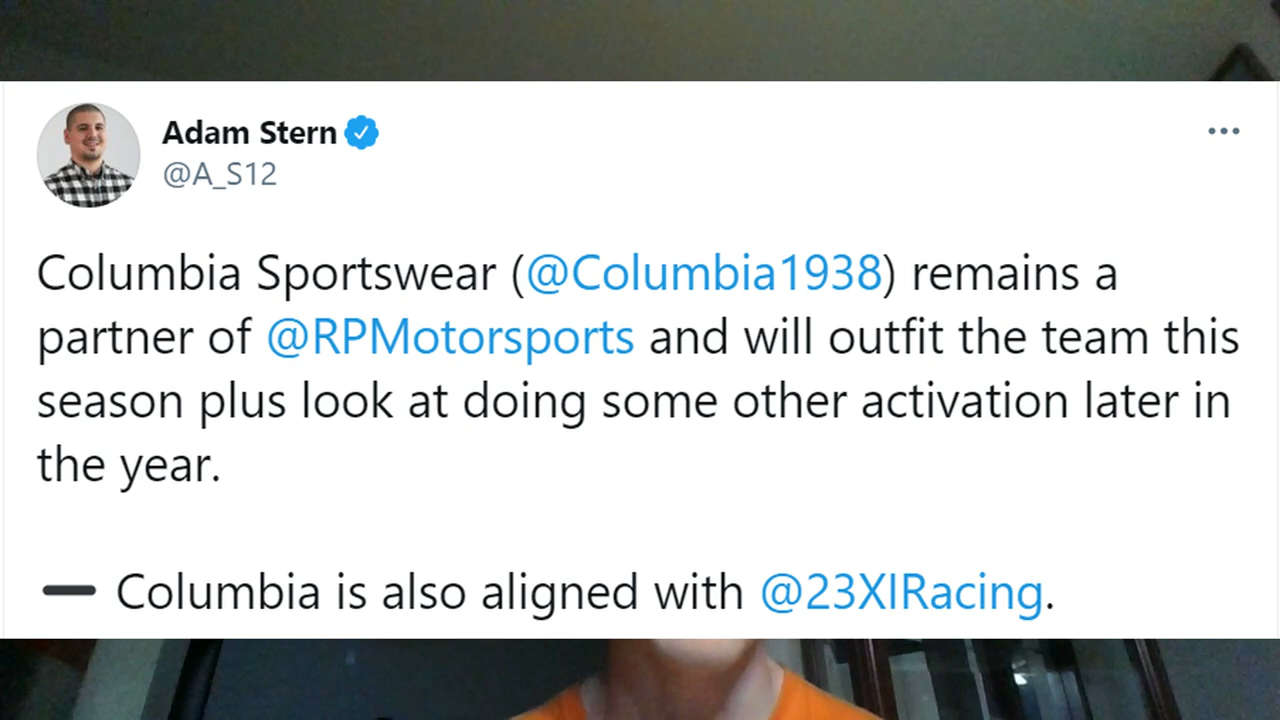 Adam Stern
@A_S12
Columbia Sportswear (@Columbia1938) remains a
partner of @RPMotorsports and will outfit the team this
season plus look at doing some other activation later in
the year.
➖ Columbia is also aligned with @23XIRacing.